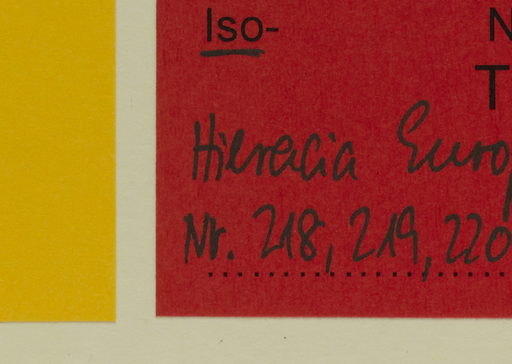 Iso- N
T
Hieracia Europ
Nr. 218, 219, 220